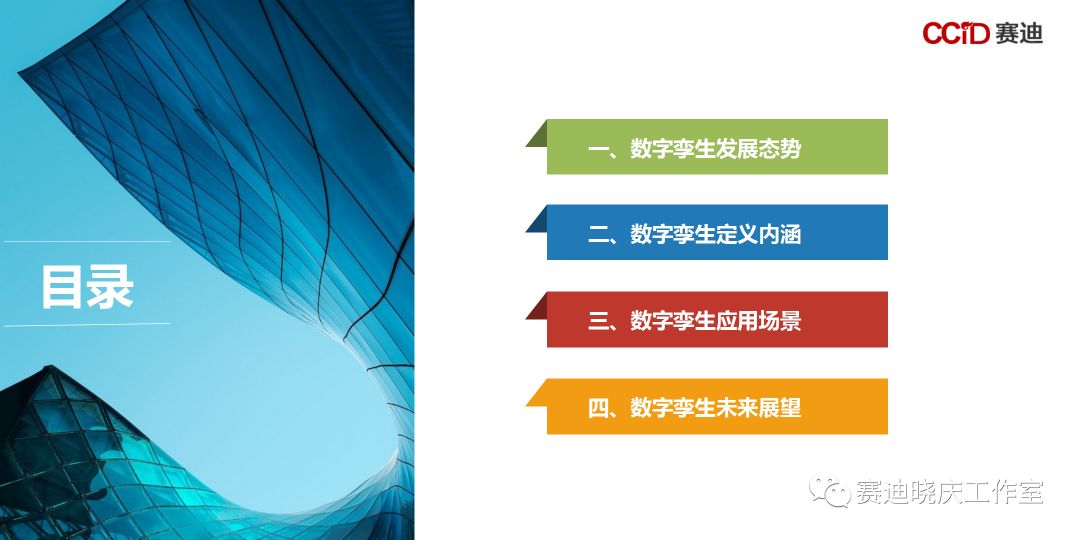 CCID 赛迪
目录
一、数字孪生发展态势
二、数字孪生定义内涵
三、数字孪生应用场景
四、数字孪生未来展望
赛迪晓庆工作室